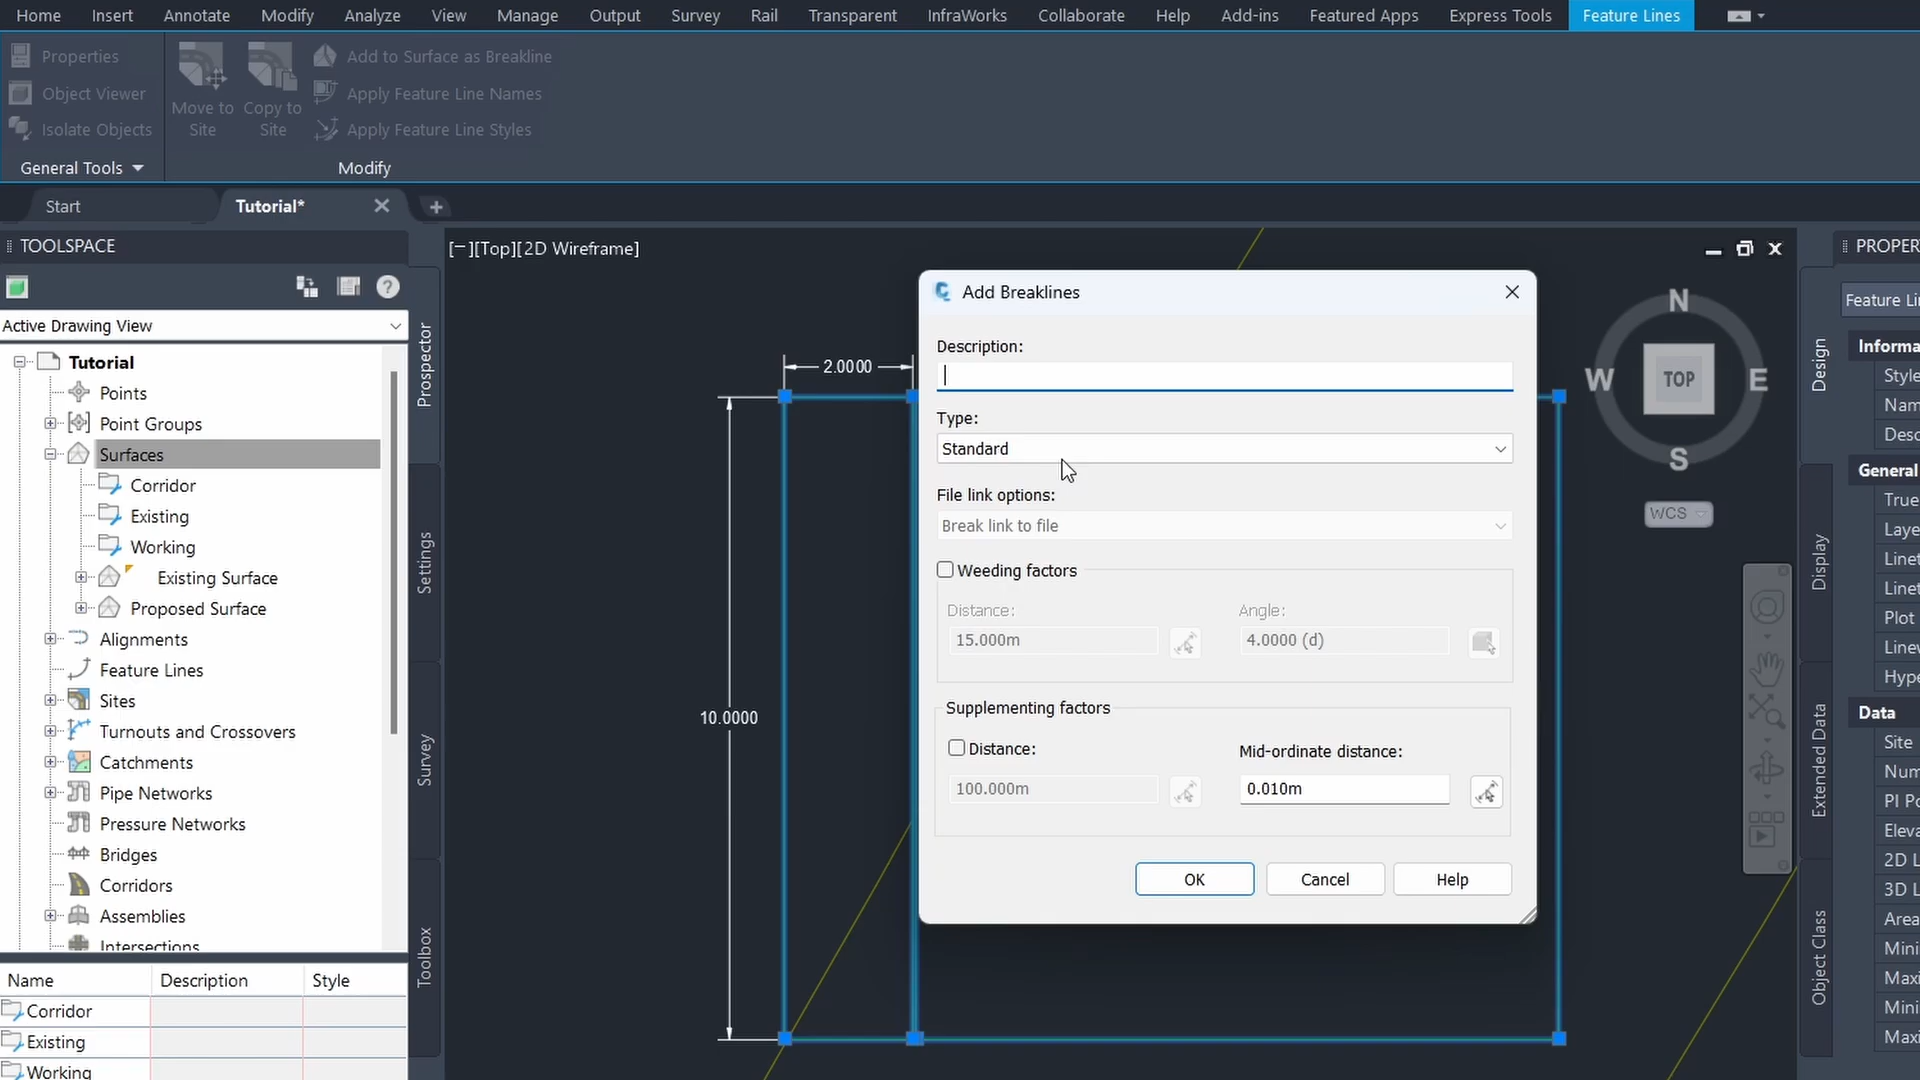 Home Insert Annotate Modify Analyze View Manage Output Survey Rail Transparent InfraWorks Collaborate Help Add-ins Featured Apps Express Tools Feature Lines
Properties
Object Viewer
Isolate Objects
General Tools
Move to Site
Copy to Site
Add to Surface as Breakline
Apply Feature Line Names
Apply Feature Line Styles
Modify
Start
Tutorial*
TOOLSPACE
Active Drawing View
Tutorial
Points
Point Groups
Surfaces
Corridor
Existing
Working
Existing Surface
Proposed Surface
Alignments
Feature Lines
Sites
Turnouts and Crossovers
Catchments
Pipe Networks
Pressure Networks
Bridges
Corridors
Assemblies
Intersections
Name Description Style
Corridor
Existing
Working
Prospector
Settings
Survey
Toolbox
[−][Top][2D Wireframe]
2.0000
10.0000
Add Breaklines
Description:
Type:
Standard
File link options:
Break link to file
Weeding factors
Distance: Angle:
15.000m 4.0000 (d)
Supplementing factors
Distance: Mid-ordinate distance:
100.000m 0.010m
OK Cancel Help
N
W TOP E
S
WCS
Design
Display
Extended Data
Object Class
PROPER
Feature Li
Informa
Style
Nam
Desc
General
True
Laye
Linet
Linet
Plot
Linew
Hype
Data
Site
Num
PI Po
Eleva
2D L
3D L
Area
Mini
Maxi
Mini
Maxi